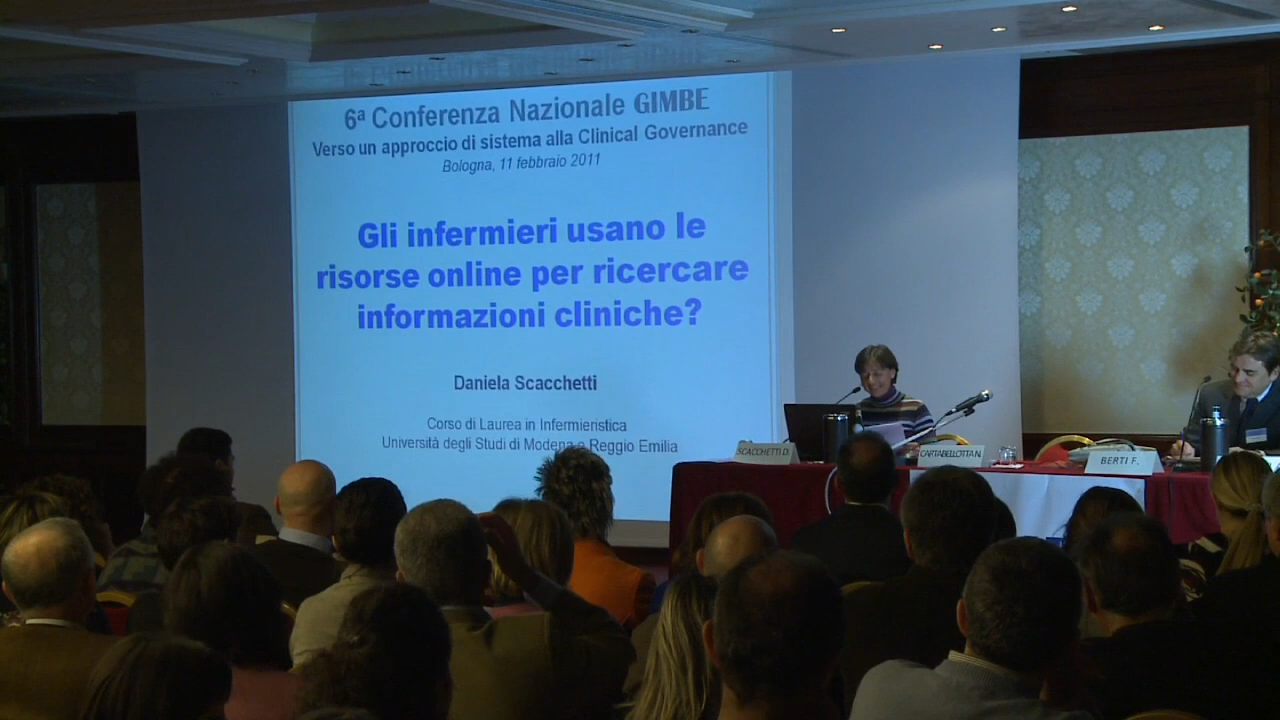 6ª Conferenza Nazionale GIMBE
Verso un approccio di sistema alla Clinical Governance
Bologna, 11 febbraio 2011
Gli infermieri usano le
risorse online per ricercare
informazioni cliniche?
Daniela Scacchetti
Corso di Laurea in Infermieristica
Università degli Studi di Modena e Reggio Emilia
SCACCHETTI D.
CARTABELLOTTA N.
BERTI F.